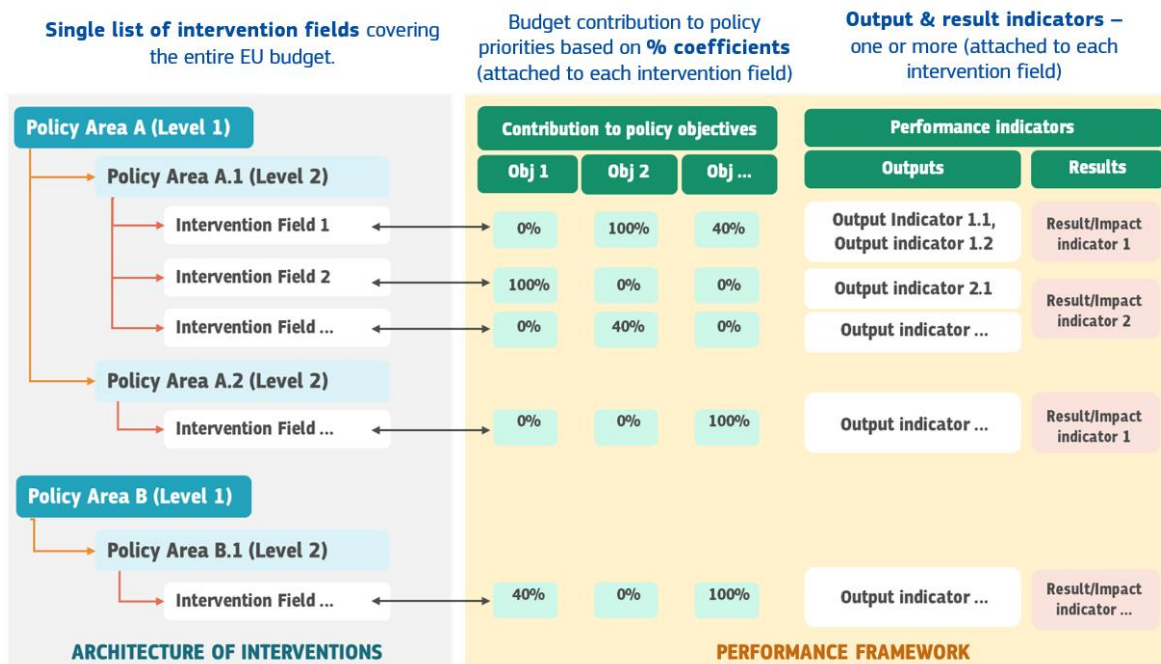 Single list of intervention fields covering
the entire EU budget.
Budget contribution to policy
priorities based on % coefficients
(attached to each intervention field)
Output & result indicators –
one or more (attached to each
intervention field)
Policy Area A (Level 1)
Contribution to policy objectives
Performance indicators
Policy Area A.1 (Level 2)
Obj 1
Obj 2
Obj ...
Outputs
Results
Intervention Field 1
0%
100%
40%
Output Indicator 1.1,
Output indicator 1.2
Result/Impact
indicator 1
Intervention Field 2
100%
0%
0%
Output indicator 2.1
Result/Impact
indicator 2
Intervention Field ...
0%
40%
0%
Output indicator ...
Policy Area A.2 (Level 2)
Intervention Field ...
0%
0%
100%
Output indicator ...
Result/Impact
indicator 1
Policy Area B (Level 1)
Policy Area B.1 (Level 2)
Intervention Field ...
40%
0%
100%
Output indicator ...
Result/Impact
indicator ...
ARCHITECTURE OF INTERVENTIONS
PERFORMANCE FRAMEWORK